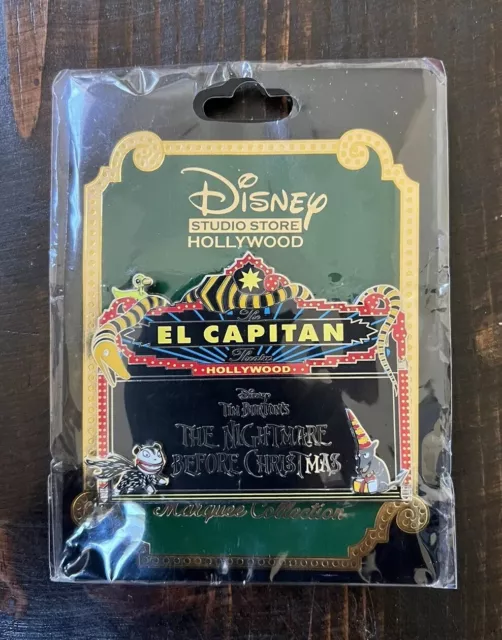 Disney
STUDIO STORE
HOLLYWOOD
The
EL CAPITAN
Theatre
HOLLYWOOD
Disney
TIM BURTON'S
THE NIGHTMARE
BEFORE CHRISTMAS
Marquee Collection